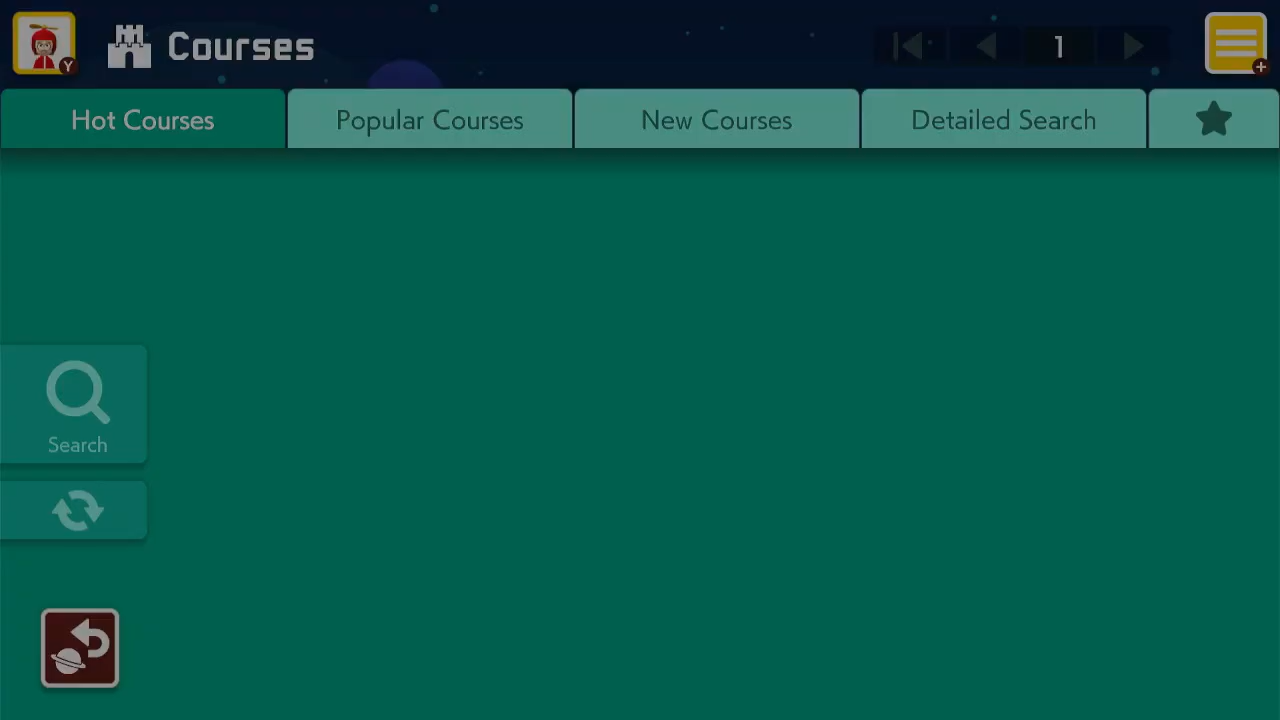 Courses
1
Y
+
Hot Courses
Popular Courses
New Courses
Detailed Search
Search